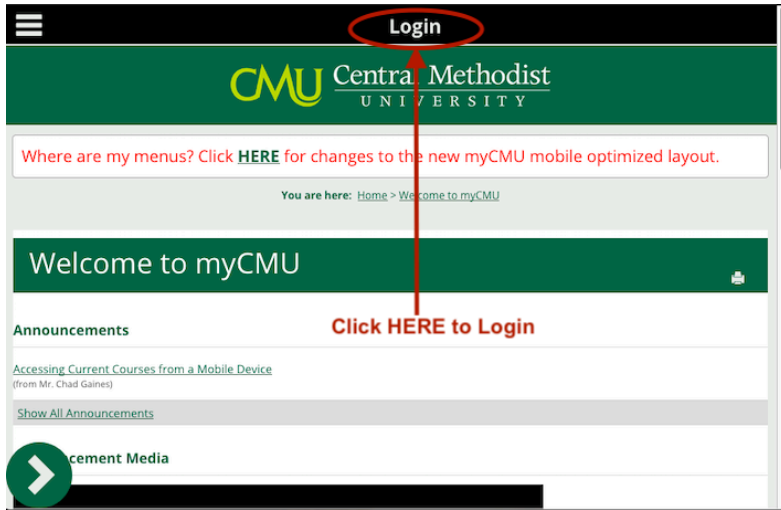 Login
CMU Central Methodist
UNIVERSITY
Where are my menus? Click HERE for changes to the new myCMU mobile optimized layout.
You are here: Home > Welcome to myCMU
Welcome to myCMU
Click HERE to Login
Announcements
Accessing Current Courses from a Mobile Device
(from Mr. Chad Gaines)
Show All Announcements
cement Media